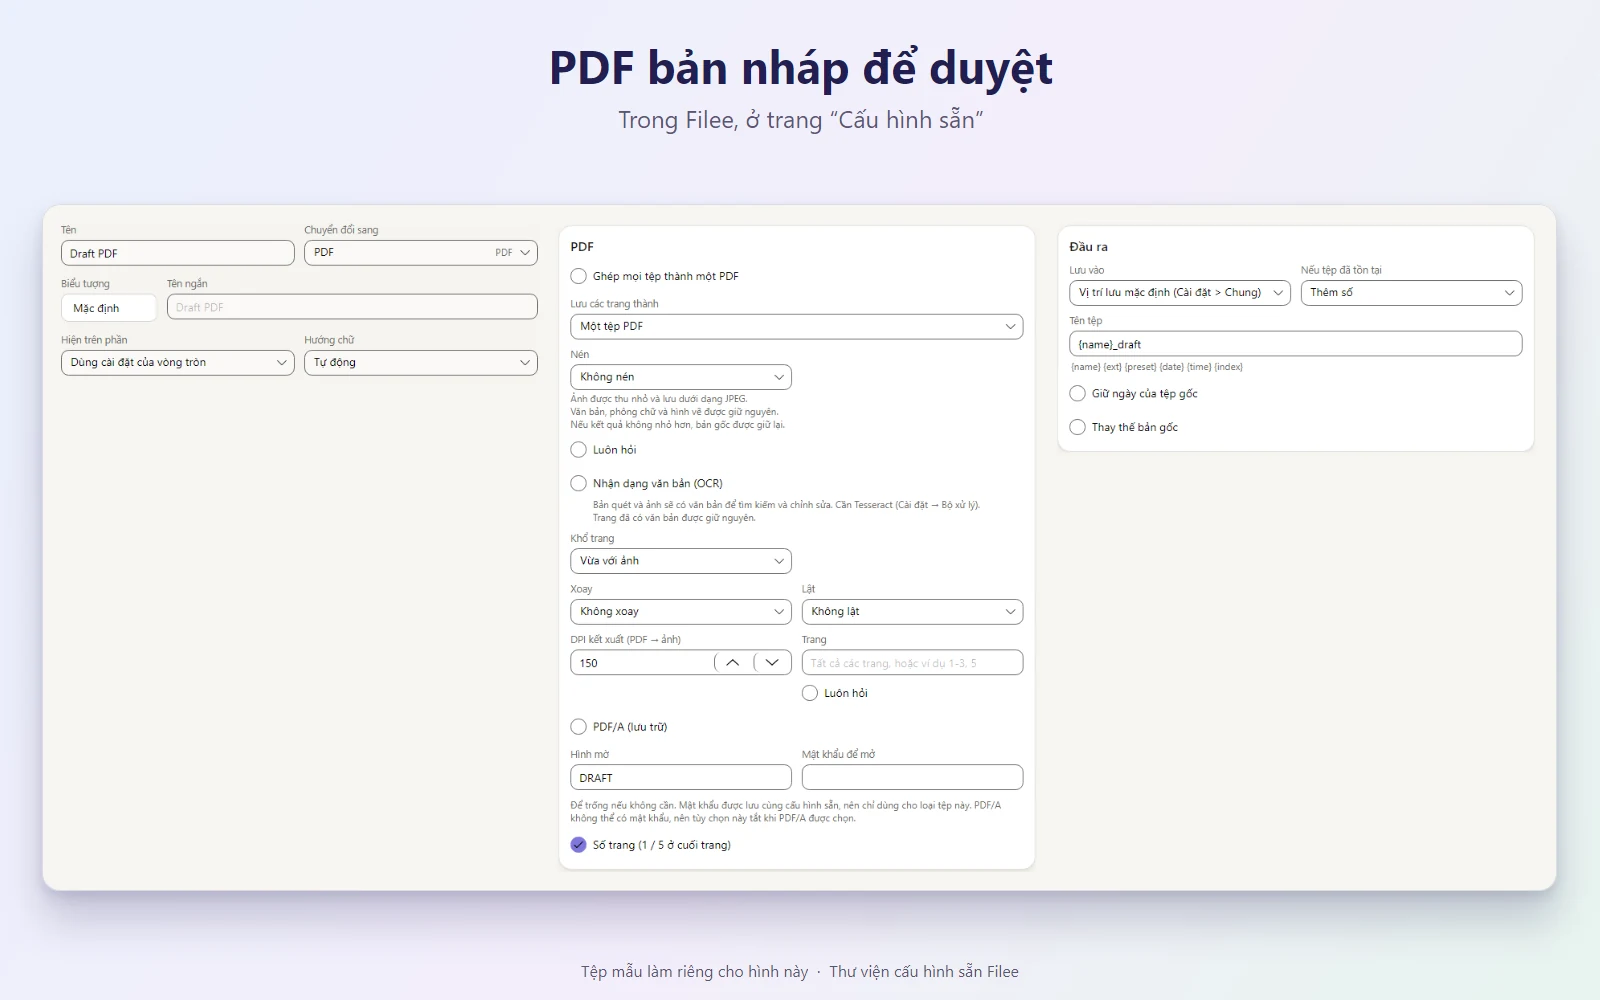 PDF bản nháp để duyệt
Trong Filee, ở trang “Cấu hình sẵn”
Tên
Chuyển đổi sang
Draft PDF
PDF PDF
Biểu tượng
Tên ngắn
Mặc định
Draft PDF
Hiện trên phần
Hướng chữ
Dùng cài đặt của vòng tròn
Tự động
PDF
Ghép mọi tệp thành một PDF
Lưu các trang thành
Một tệp PDF
Nén
Không nén
Ảnh được thu nhỏ và lưu dưới dạng JPEG.
Văn bản, phông chữ và hình vẽ được giữ nguyên.
Nếu kết quả không nhỏ hơn, bản gốc được giữ lại.
Luôn hỏi
Nhận dạng văn bản (OCR)
Bản quét và ảnh sẽ có văn bản để tìm kiếm và chỉnh sửa. Cần Tesseract (Cài đặt → Bộ xử lý).
Trang đã có văn bản được giữ nguyên.
Khổ trang
Vừa với ảnh
Xoay
Lật
Không xoay
Không lật
DPI kết xuất (PDF → ảnh)
Trang
150
Tất cả các trang, hoặc ví dụ 1-3, 5
Luôn hỏi
PDF/A (lưu trữ)
Hình mờ
Mật khẩu để mở
DRAFT
Để trống nếu không cần. Mật khẩu được lưu cùng cấu hình sẵn, nên chỉ dùng cho loại tệp này. PDF/A
không thể có mật khẩu, nên tùy chọn này tắt khi PDF/A được chọn.
Số trang (1 / 5 ở cuối trang)
Đầu ra
Lưu vào
Nếu tệp đã tồn tại
Vị trí lưu mặc định (Cài đặt > Chung)
Thêm số
Tên tệp
{name}_draft
{name} {ext} {preset} {date} {time} {index}
Giữ ngày của tệp gốc
Thay thế bản gốc
Tệp mẫu làm riêng cho hình này · Thư viện cấu hình sẵn Filee